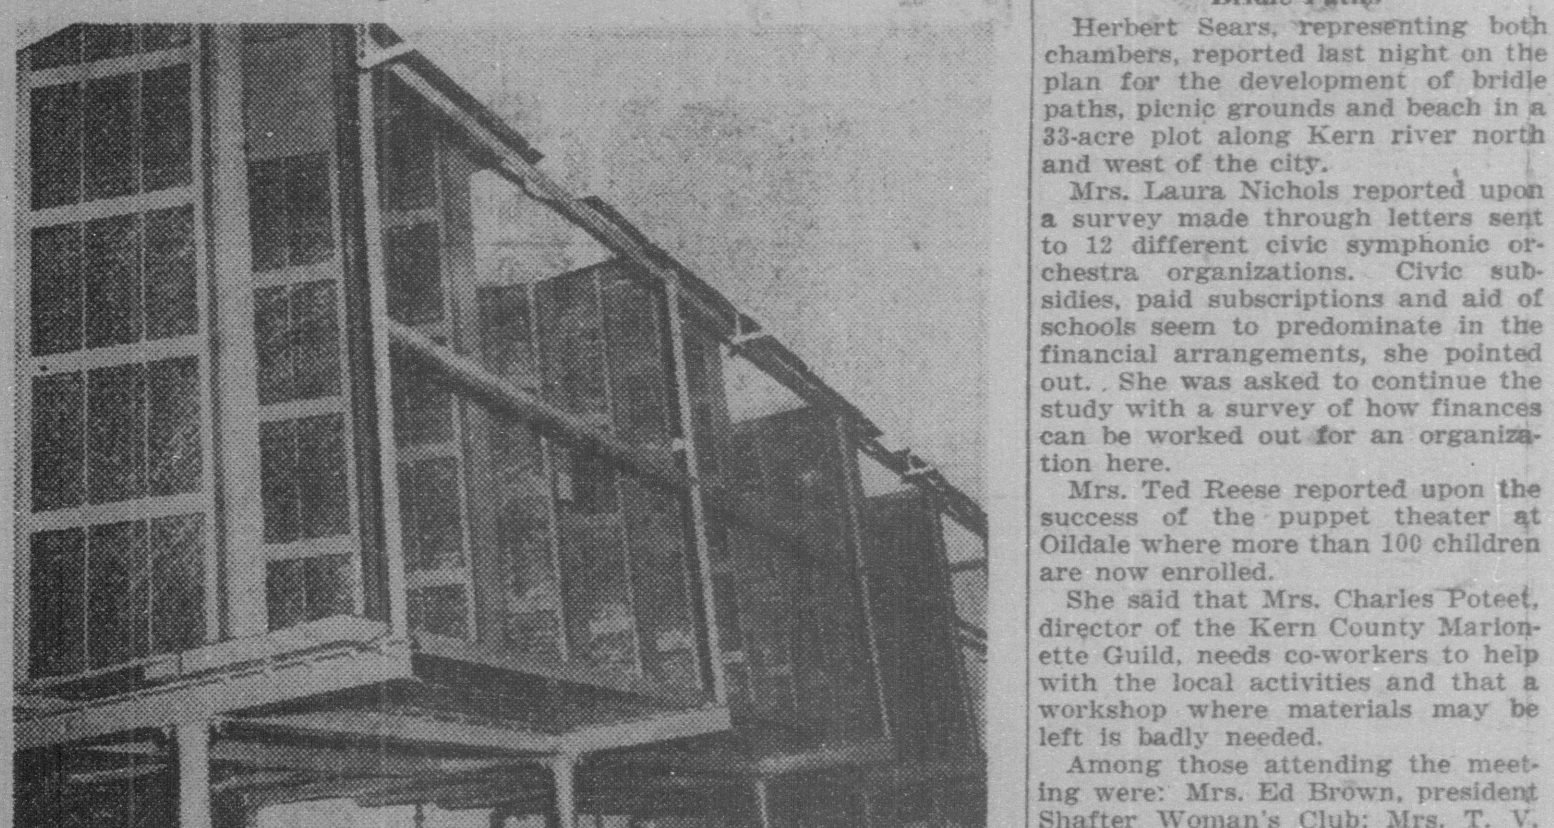 Bridle Paths
Herbert Sears, representing both
chambers, reported last night on the
plan for the development of bridle
paths, picnic grounds and beach in a
33-acre plot along Kern river north
and west of the city.
Mrs. Laura Nichols reported upon
a survey made through letters sent
to 12 different civic symphonic or-
chestra organizations. Civic sub-
sidies, paid subscriptions and aid of
schools seem to predominate in the
financial arrangements, she pointed
out. She was asked to continue the
study with a survey of how finances
can be worked out for an organiza-
tion here.
Mrs. Ted Reese reported upon the
success of the puppet theater at
Oildale where more than 100 children
are now enrolled.
She said that Mrs. Charles Poteet,
director of the Kern County Marion-
ette Guild, needs co-workers to help
with the local activities and that a
workshop where materials may be
left is badly needed.
Among those attending the meet-
ing were: Mrs. Ed Brown, president
Shafter Woman's Club; Mrs. T. V.